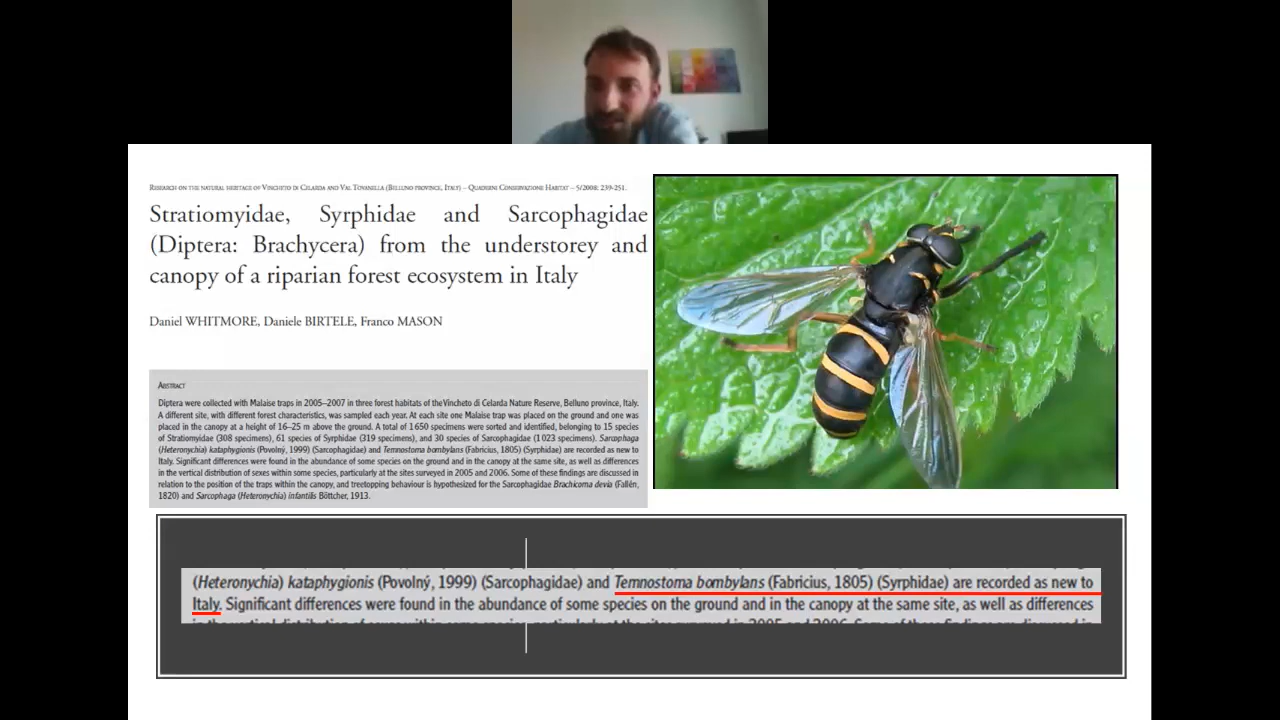 Research on the natural heritage of Vincheto di Celarda and Val Tovanella (Belluno province, Italy) – Quaderni Conservazione Habitat – 5/2008: 239-251.
Stratiomyidae, Syrphidae and Sarcophagidae
(Diptera: Brachycera) from the understorey and
canopy of a riparian forest ecosystem in Italy
Daniel WHITMORE, Daniele BIRTELE, Franco MASON
Abstract
Diptera were collected with Malaise traps in 2005–2007 in three forest habitats of the Vincheto di Celarda Nature Reserve, Belluno province, Italy.
A different site, with different forest characteristics, was sampled each year. At each site one Malaise trap was placed on the ground and one was
placed in the canopy at a height of 16–25 m above the ground. A total of 1650 specimens were sorted and identified, belonging to 15 species
of Stratiomyidae (308 specimens), 61 species of Syrphidae (319 specimens), and 30 species of Sarcophagidae (1023 specimens). Sarcophaga
(Heteronychia) kataphygionis (Povolný, 1999) (Sarcophagidae) and Temnostoma bombylans (Fabricius, 1805) (Syrphidae) are recorded as new to
Italy. Significant differences were found in the abundance of some species on the ground and in the canopy at the same site, as well as differences
in the vertical distribution of sexes within some species, particularly at the sites surveyed in 2005 and 2006. Some of these findings are discussed in
relation to the position of the traps within the canopy, and treetopping behaviour is hypothesized for the Sarcophagidae Brachicoma devia (Fallén,
1820) and Sarcophaga (Heteronychia) infantilis Böttcher, 1913.
(Heteronychia) kataphygionis (Povolný, 1999) (Sarcophagidae) and Temnostoma bombylans (Fabricius, 1805) (Syrphidae) are recorded as new to
Italy. Significant differences were found in the abundance of some species on the ground and in the canopy at the same site, as well as differences